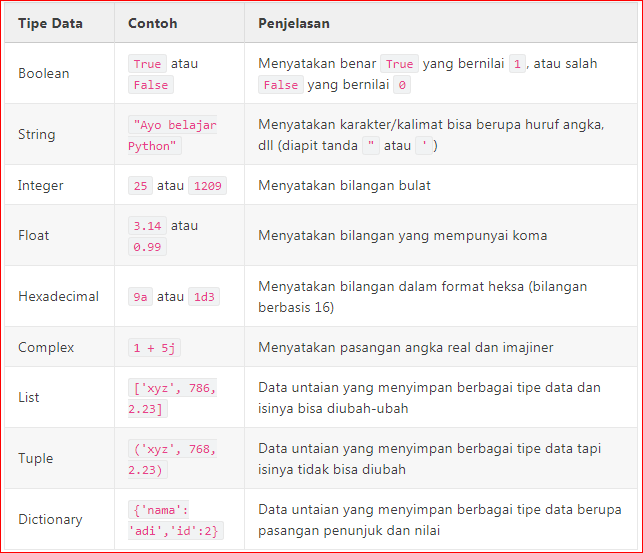 Tipe Data Contoh Penjelasan
Boolean True atau False Menyatakan benar True yang bernilai 1, atau salah False yang bernilai 0
String "Ayo belajar Python" Menyatakan karakter/kalimat bisa berupa huruf angka, dll (diapit tanda " atau ')
Integer 25 atau 1209 Menyatakan bilangan bulat
Float 3.14 atau 0.99 Menyatakan bilangan yang mempunyai koma
Hexadecimal 9a atau 1d3 Menyatakan bilangan dalam format heksa (bilangan berbasis 16)
Complex 1 + 5j Menyatakan pasangan angka real dan imajiner
List ['xyz', 786, 2.23] Data untaian yang menyimpan berbagai tipe data dan isinya bisa diubah-ubah
Tuple ('xyz', 768, 2.23) Data untaian yang menyimpan berbagai tipe data tapi isinya tidak bisa diubah
Dictionary {'nama': 'adi','id':2} Data untaian yang menyimpan berbagai tipe data berupa pasangan penunjuk dan nilai